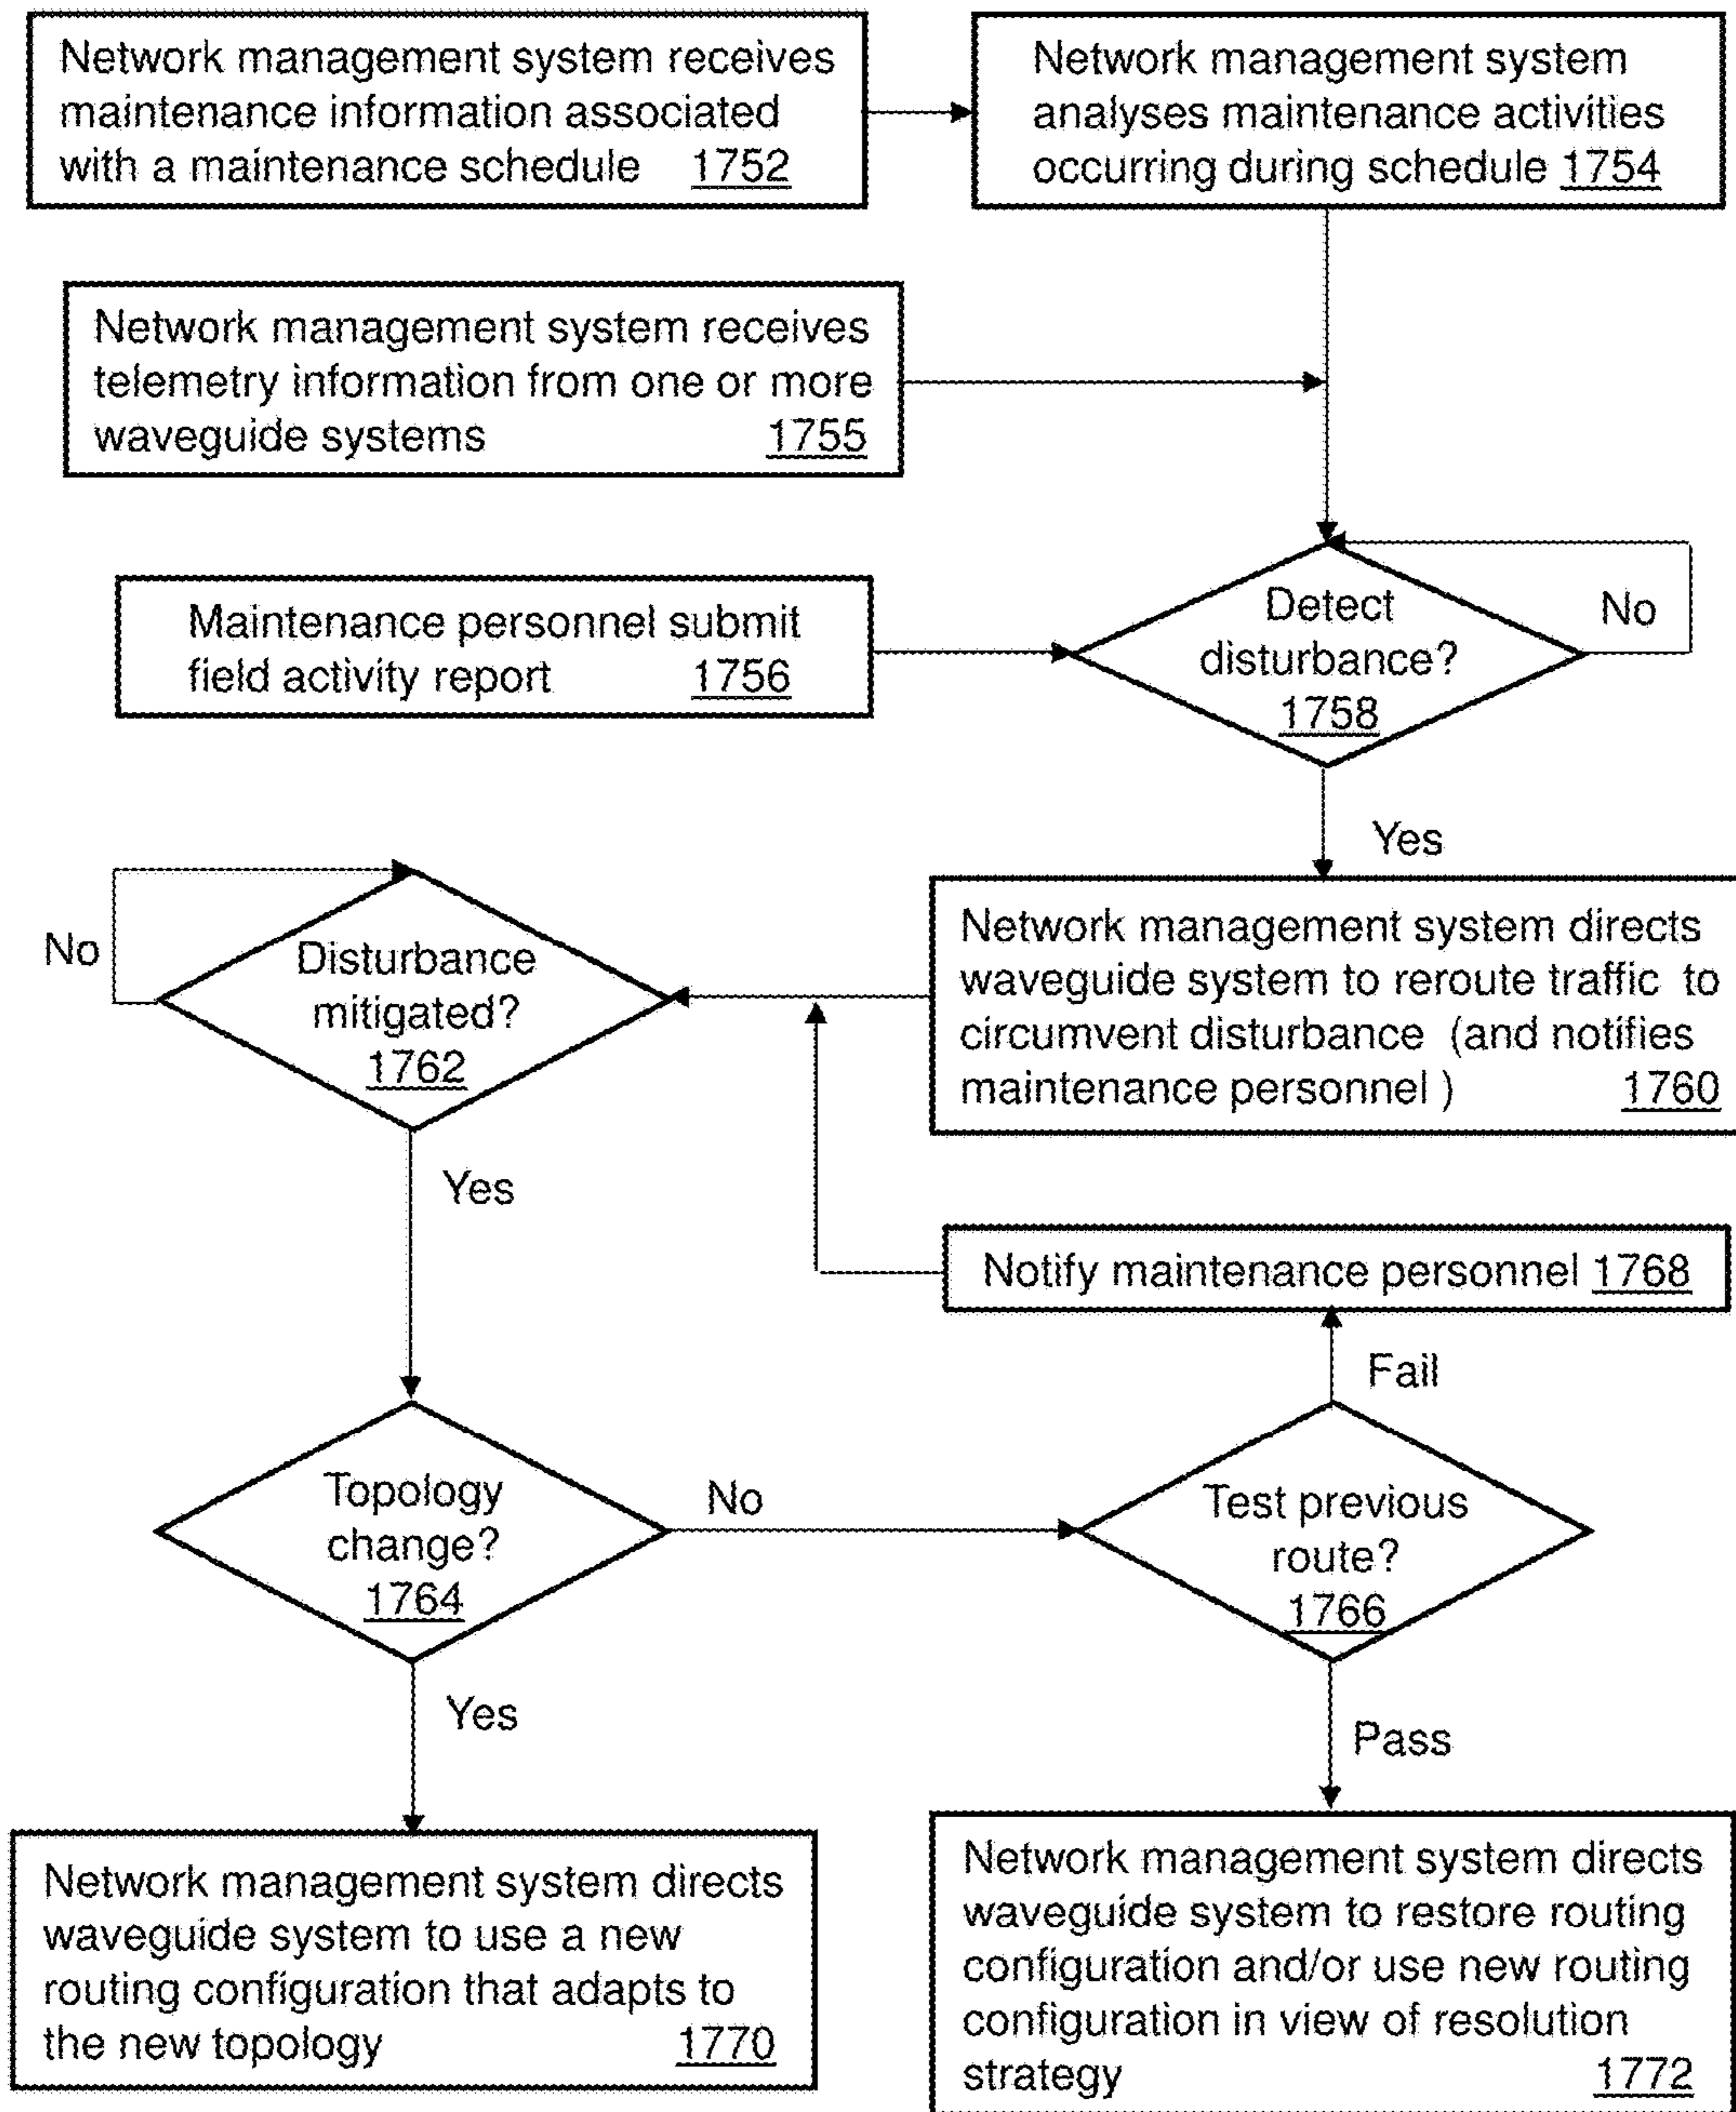 Network management system receives
maintenance information associated
with a maintenance schedule 1752
Network management system
analyses maintenance activities
occurring during schedule 1754
Network management system receives
telemetry information from one or more
waveguide systems 1755
Maintenance personnel submit
field activity report 1756
Detect
disturbance?
1758
No
Yes
Network management system directs
waveguide system to reroute traffic to
circumvent disturbance (and notifies
maintenance personnel ) 1760
Disturbance
mitigated?
1762
No
Yes
Notify maintenance personnel 1768
Fail
Topology
change?
1764
No
Test previous
route?
1766
Yes
Pass
Network management system directs
waveguide system to use a new
routing configuration that adapts to
the new topology 1770
Network management system directs
waveguide system to restore routing
configuration and/or use new routing
configuration in view of resolution
strategy 1772